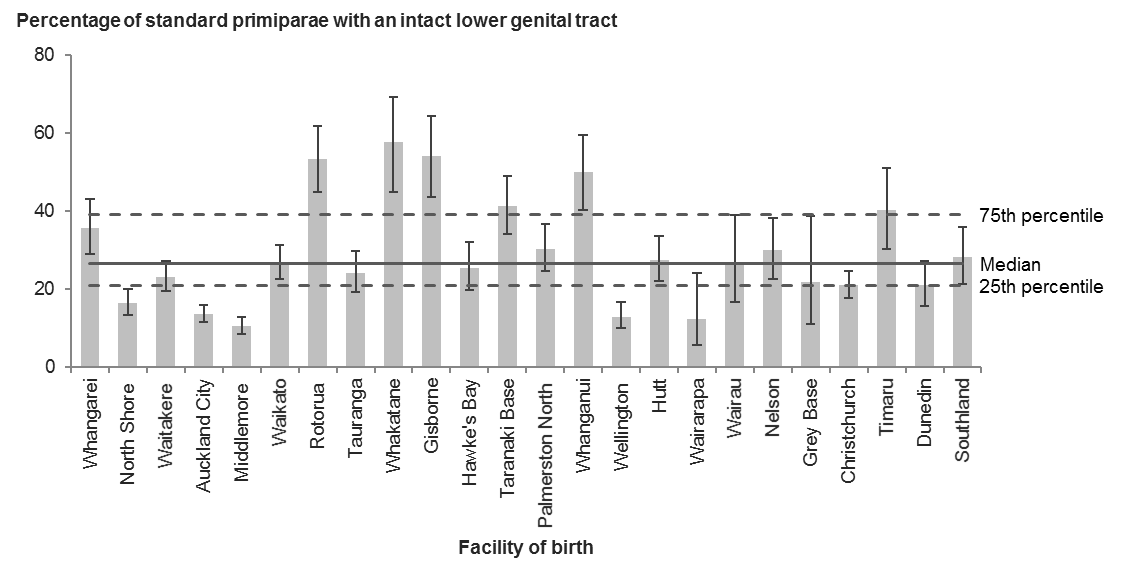 Percentage of standard primiparae with an intact lower genital tract
80
60
40
20
0
75th percentile
Median
25th percentile
Whangarei
North Shore
Waitakere
Auckland City
Middlemore
Waikato
Rotorua
Tauranga
Whakatane
Gisborne
Hawke's Bay
Taranaki Base
Palmerston North
Whanganui
Wellington
Hutt
Wairarapa
Wairau
Nelson
Grey Base
Christchurch
Timaru
Dunedin
Southland
Facility of birth